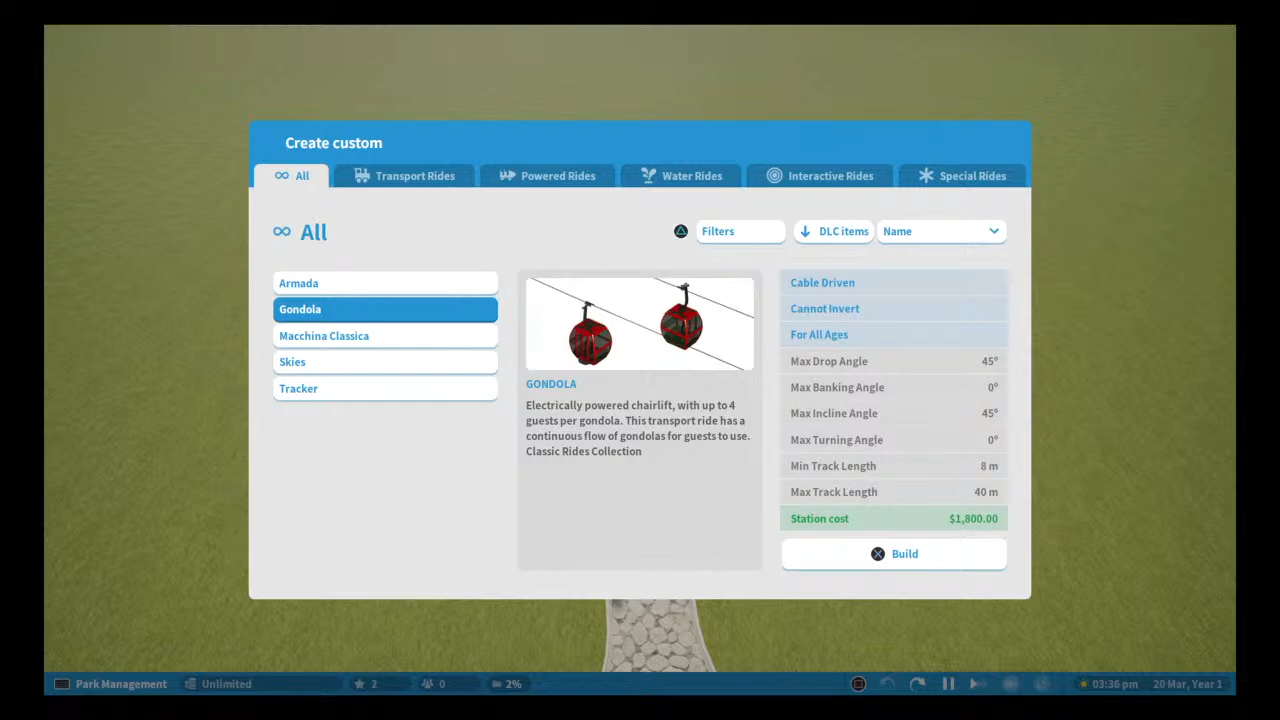 Create custom
All
Transport Rides
Powered Rides
Water Rides
Interactive Rides
Special Rides
All
Filters
DLC items
Name
Armada
Gondola
Macchina Classica
Skies
Tracker
GONDOLA
Electrically powered chairlift, with up to 4
guests per gondola. This transport ride has a
continuous flow of gondolas for guests to use.
Classic Rides Collection
Cable Driven
Cannot Invert
For All Ages
Max Drop Angle 45°
Max Banking Angle 0°
Max Incline Angle 45°
Max Turning Angle 0°
Min Track Length 8 m
Max Track Length 40 m
Station cost $1,800.00
Build
Park Management Unlimited 2 0 2% 03:36 pm 20 Mar, Year 1